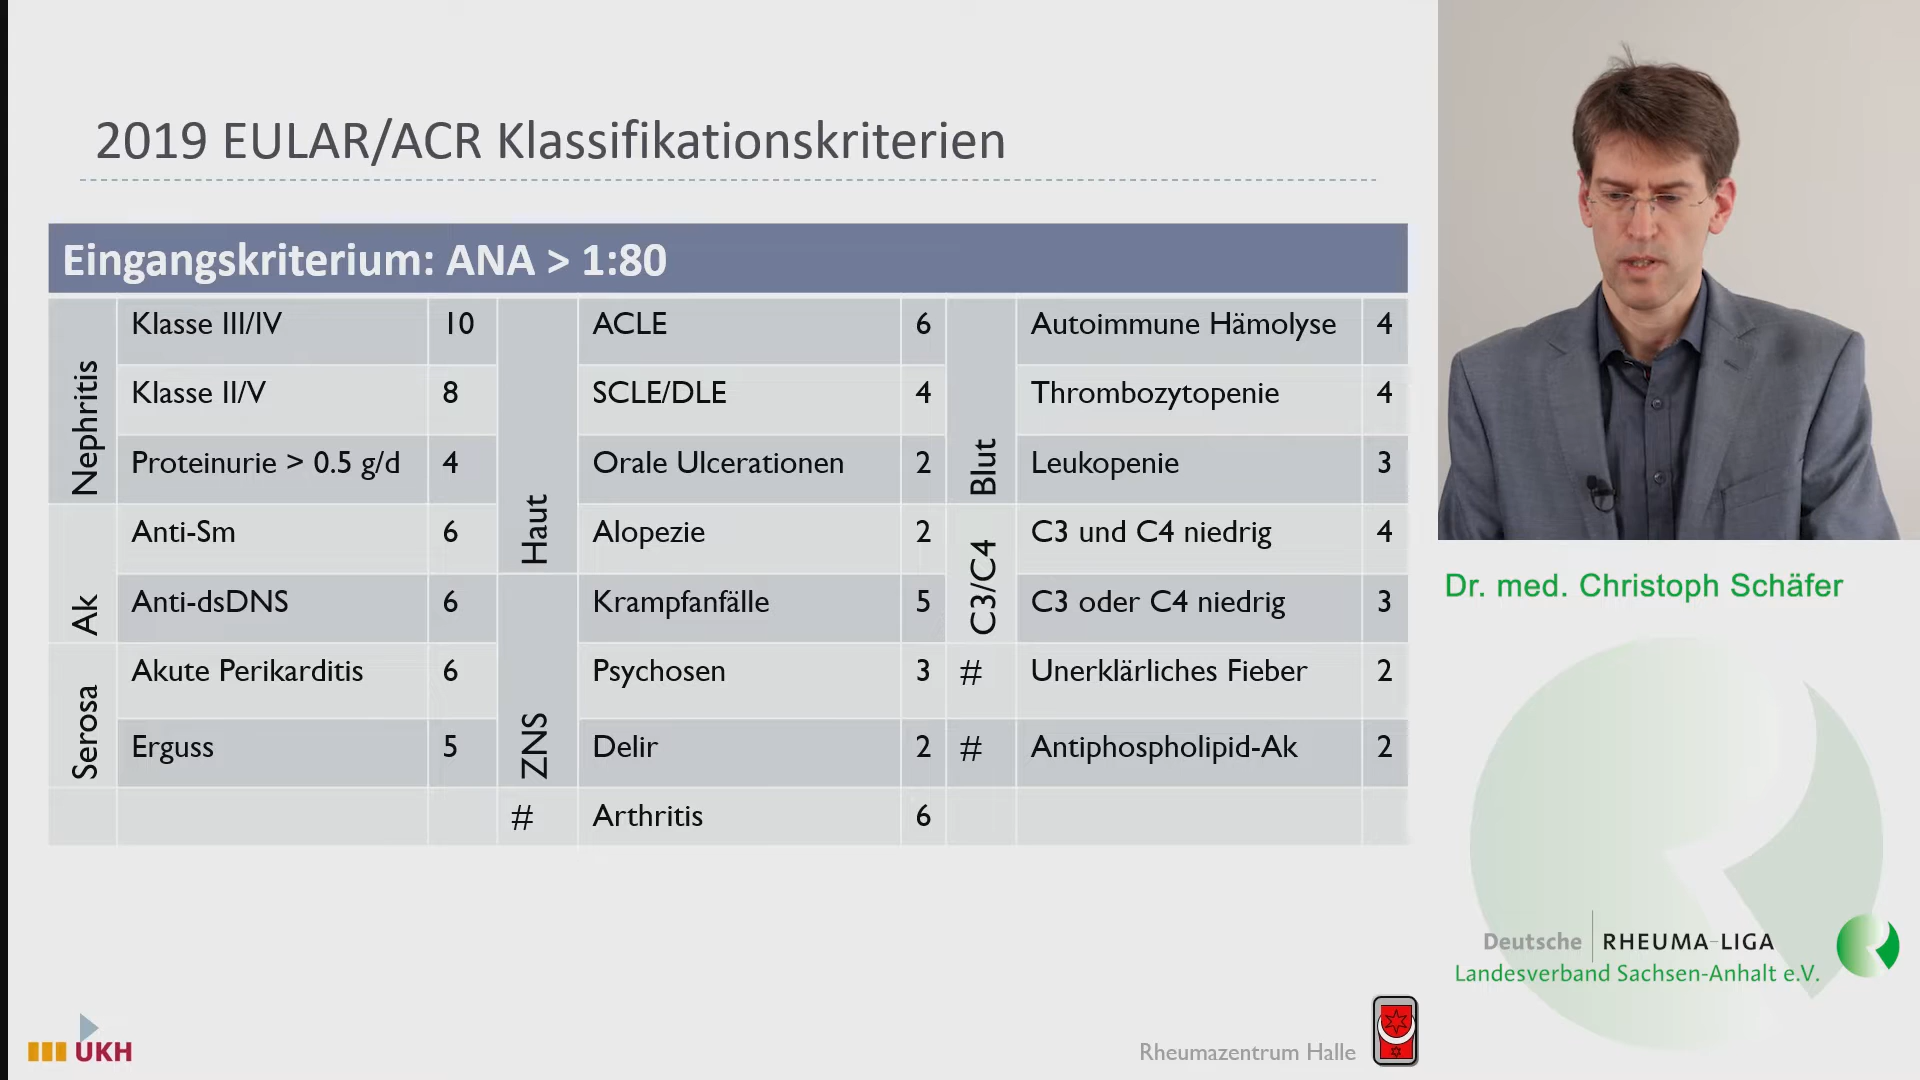 2019 EULAR/ACR Klassifikationskriterien
Eingangskriterium: ANA > 1:80
Nephritis
Klasse III/IV 10
Klasse II/V 8
Proteinurie > 0.5 g/d 4
Ak
Anti-Sm 6
Anti-dsDNS 6
Serosa
Akute Perikarditis 6
Erguss 5
Haut
ACLE 6
SCLE/DLE 4
Orale Ulcerationen 2
Alopezie 2
ZNS
Krampfanfälle 5
Psychosen 3
Delir 2
# Arthritis 6
Blut
Autoimmune Hämolyse 4
Thrombozytopenie 4
Leukopenie 3
C3/C4
C3 und C4 niedrig 4
C3 oder C4 niedrig 3
# Unerklärliches Fieber 2
# Antiphospholipid-Ak 2
Dr. med. Christoph Schäfer
Deutsche RHEUMA-LIGA
Landesverband Sachsen-Anhalt e.V.
UKH
Rheumazentrum Halle